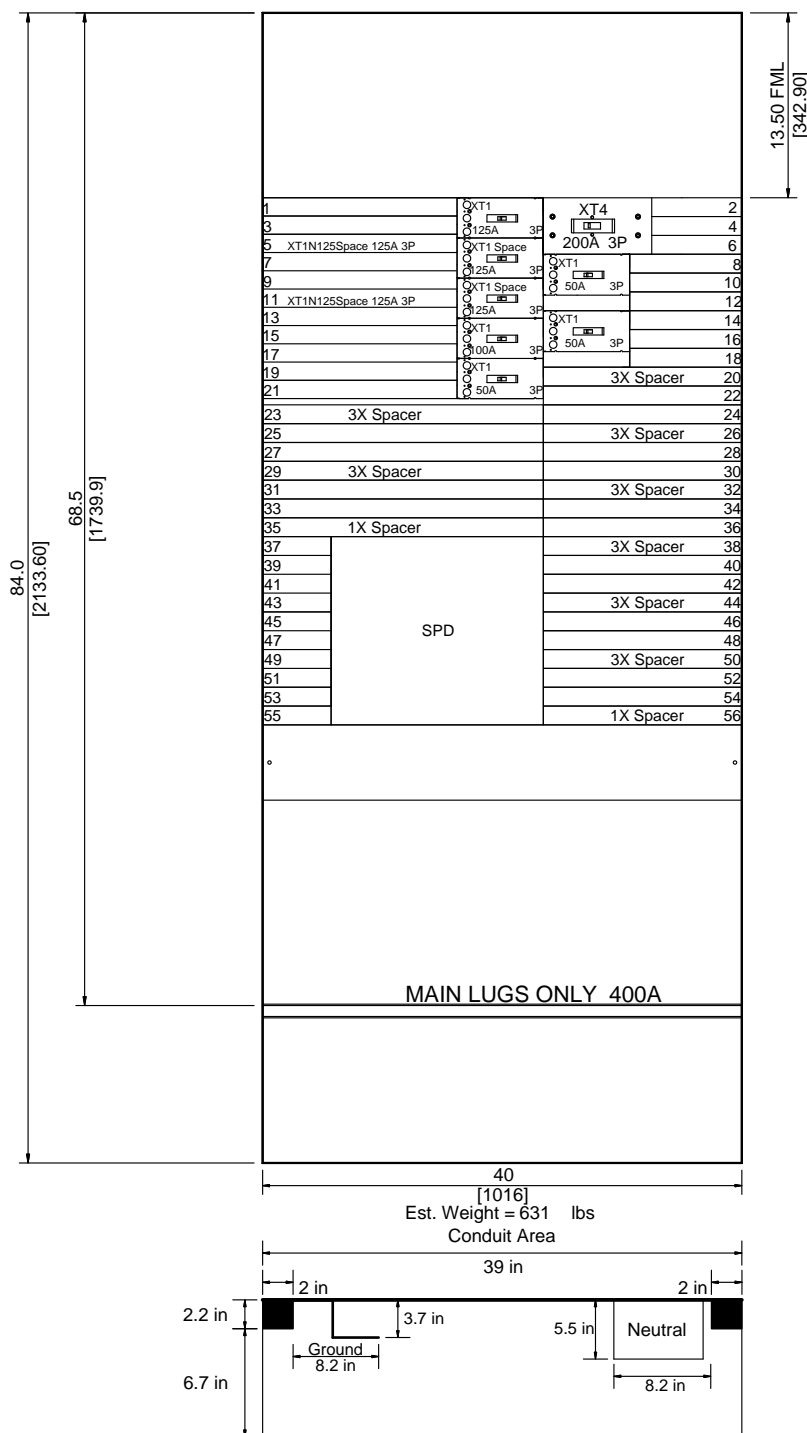 13.50 FML
[342.90]
84.0
[2133.60]
68.5
[1739.9]
1
3
5 XT1N125Space 125A 3P
7
9
11 XT1N125Space 125A 3P
13
15
17
19
21
23 3X Spacer
25
27
29 3X Spacer
31
33
35 1X Spacer
37
39
41
43
45
47
49
51
53
55
SPD
XT1
125A 3P
XT1 Space
125A 3P
XT1 Space
125A 3P
XT1
100A 3P
XT1
50A 3P
XT4
200A 3P
XT1
50A 3P
XT1
50A 3P
2
4
6
8
10
12
14
16
18
3X Spacer 20
22
24
3X Spacer 26
28
30
3X Spacer 32
34
36
3X Spacer 38
40
42
3X Spacer 44
46
48
3X Spacer 50
52
54
1X Spacer 56
MAIN LUGS ONLY 400A
40
[1016]
Est. Weight = 631 lbs
Conduit Area
39 in
2 in 2 in
2.2 in
3.7 in
5.5 in
Neutral
Ground
8.2 in
8.2 in
6.7 in